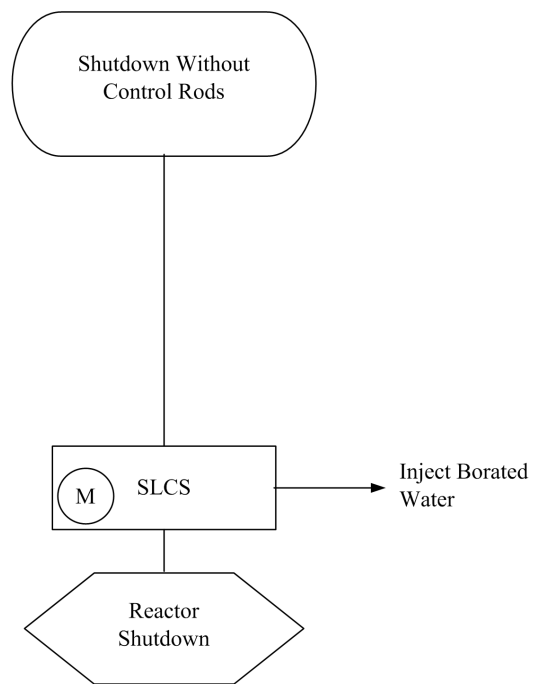 Shutdown Without
Control Rods
M
SLCS
Inject Borated
Water
Reactor
Shutdown